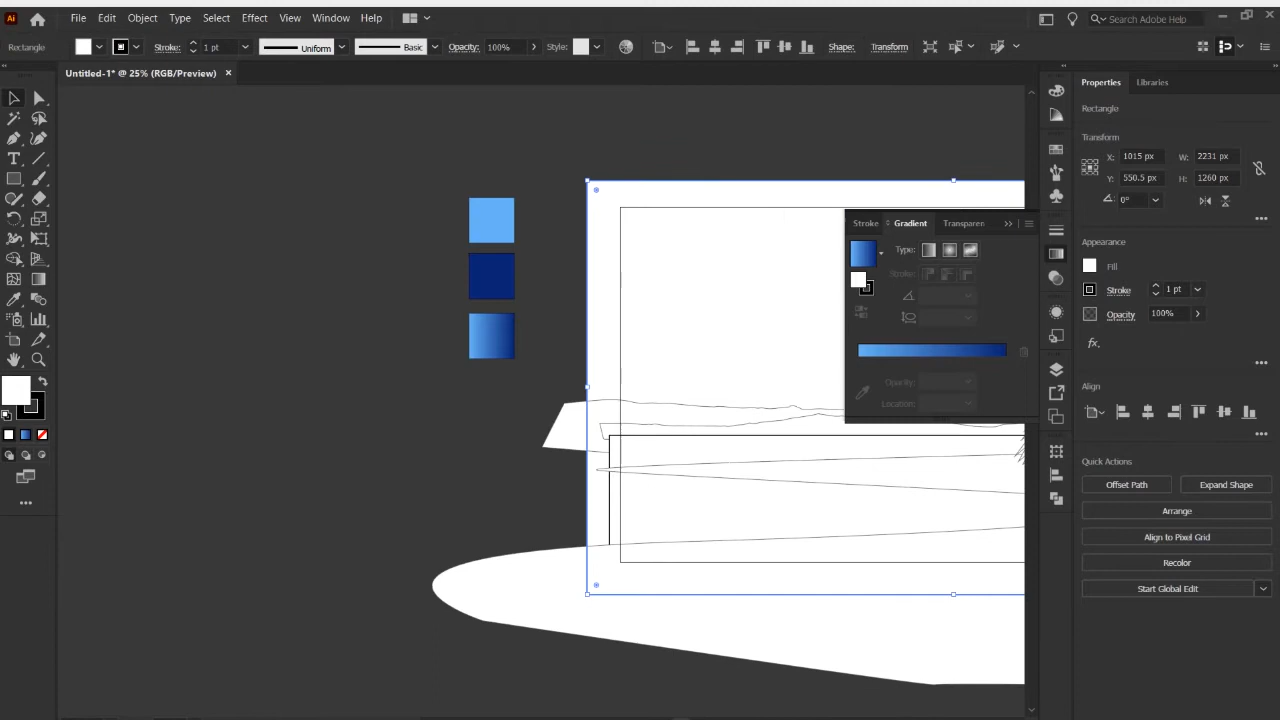 Ai File Edit Object Type Select Effect View Window Help Search Adobe Help
Rectangle Stroke: 1 pt Uniform Basic Opacity: 100% Style: Shape: Transform
Untitled-1* @ 25% (RGB/Preview) ×
Properties Libraries
Rectangle
Transform
X: 1015 px W: 2231 px
Y: 550.5 px H: 1260 px
0°
Appearance
Fill
Stroke 1 pt
Opacity 100%
fx.
Align
Quick Actions
Offset Path Expand Shape
Arrange
Align to Pixel Grid
Recolor
Start Global Edit
Stroke Gradient Transparen
Type:
Stroke:
Opacity:
Location: